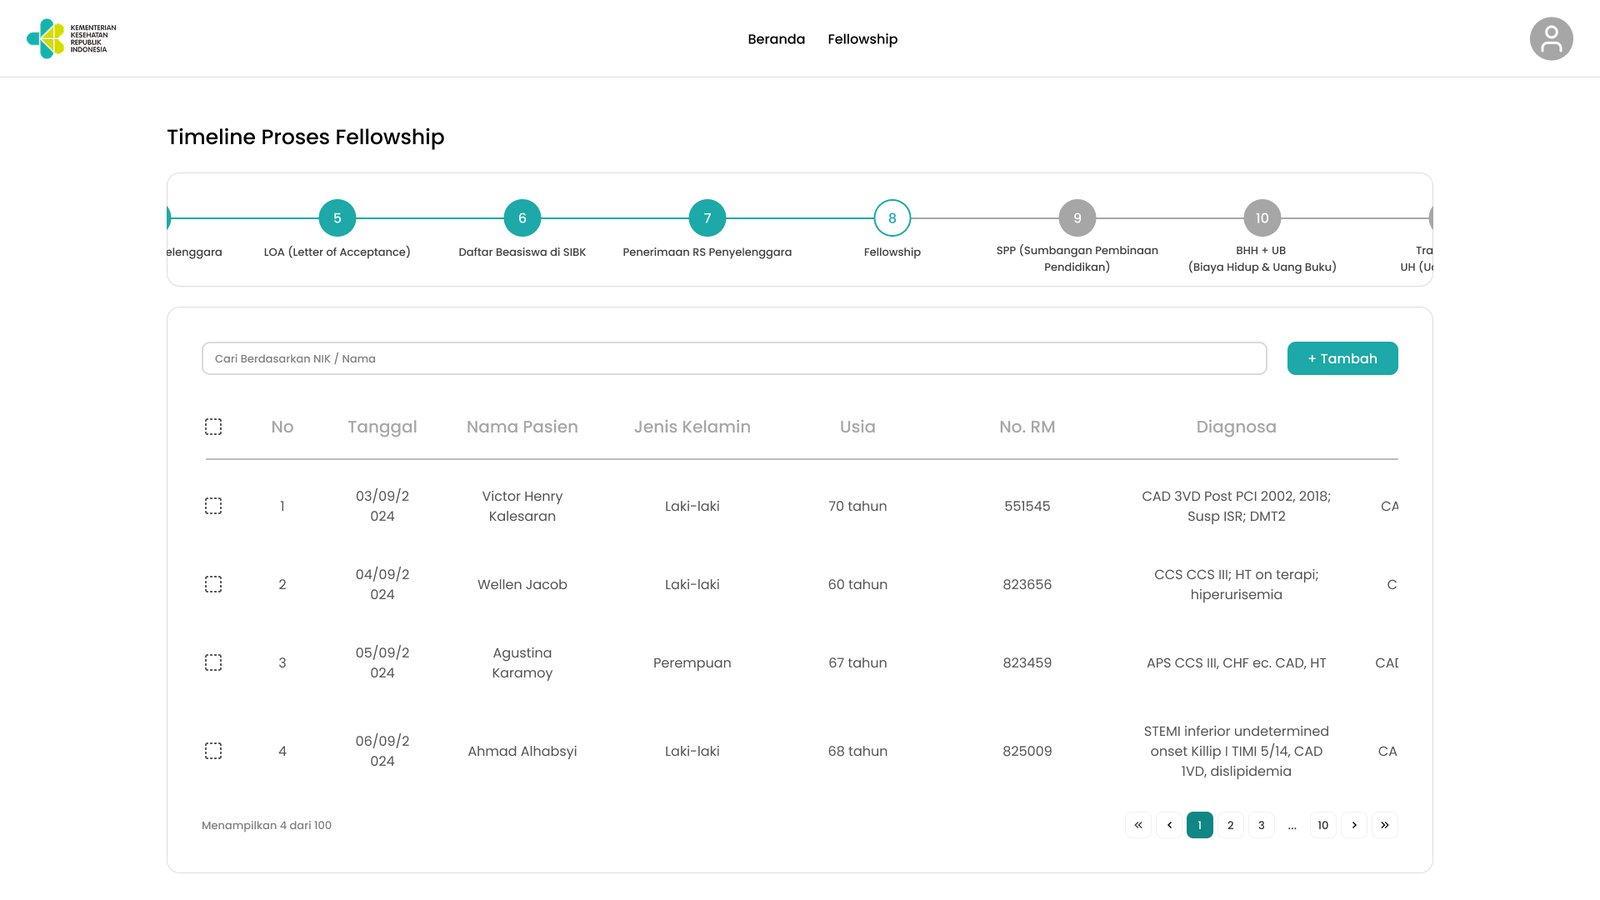 KEMENTERIAN
KESEHATAN
REPUBLIK
INDONESIA
Beranda Fellowship
Timeline Proses Fellowship
5 6 7 8 9 10
elenggara
LOA (Letter of Acceptance)
Daftar Beasiswa di SIBK
Penerimaan RS Penyelenggara
Fellowship
SPP (Sumbangan Pembinaan
Pendidikan)
BHH + UB
(Biaya Hidup & Uang Buku)
Tra
UH (U
Cari Berdasarkan NIK / Nama
+ Tambah
No Tanggal Nama Pasien Jenis Kelamin Usia No. RM Diagnosa
1
03/09/2
024
Victor Henry
Kalesaran
Laki-laki
70 tahun
551545
CAD 3VD Post PCI 2002, 2018;
Susp ISR; DMT2
CA
2
04/09/2
024
Wellen Jacob
Laki-laki
60 tahun
823656
CCS CCS III; HT on terapi;
hiperurisemia
C
3
05/09/2
024
Agustina
Karamoy
Perempuan
67 tahun
823459
APS CCS III, CHF ec. CAD, HT
CAD
4
06/09/2
024
Ahmad Alhabsyi
Laki-laki
68 tahun
825009
STEMI inferior undetermined
onset Killip I TIMI 5/14, CAD
1VD, dislipidemia
CA
Menampilkan 4 dari 100
« ‹ 1 2 3 ... 10 › »